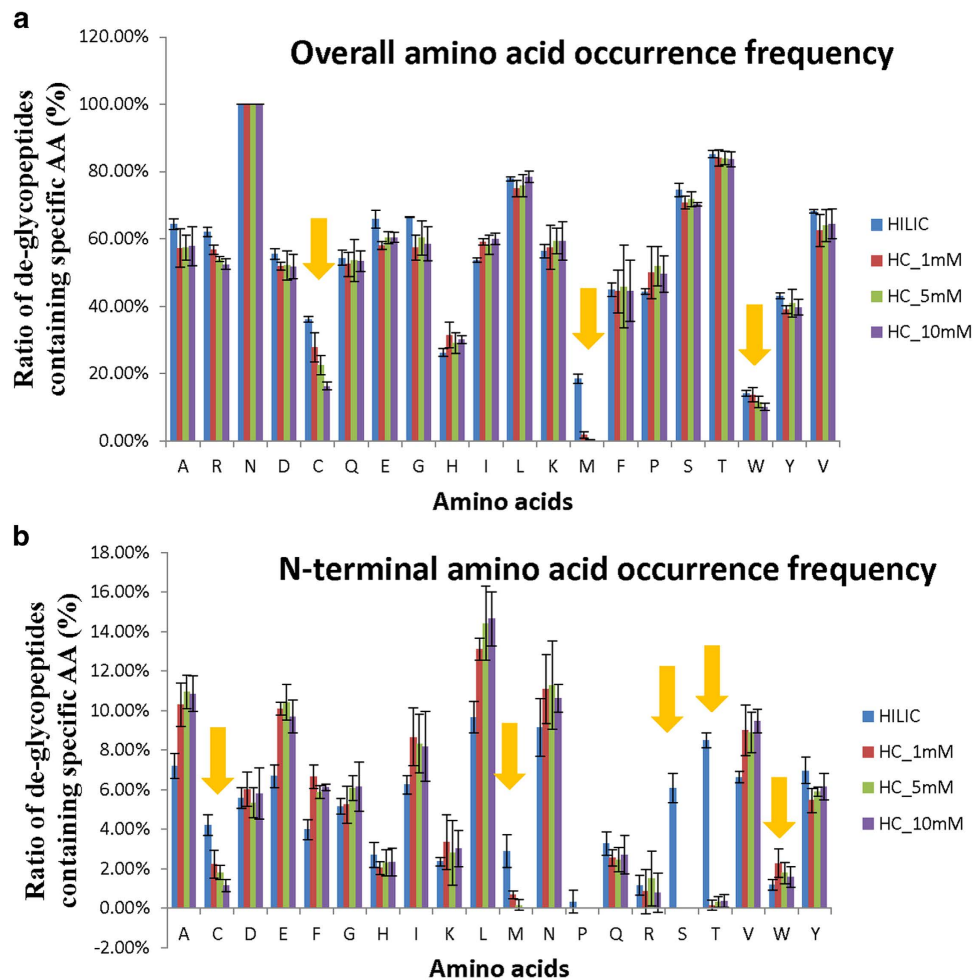 a
Overall amino acid occurrence frequency
Ratio of de-glycopeptides
containing specific AA (%)
120.00%
100.00%
80.00%
60.00%
40.00%
20.00%
0.00%
A R N D C Q E G H I L K M F P S T W Y V
Amino acids
HILIC
HC_1mM
HC_5mM
HC_10mM
b
N-terminal amino acid occurrence frequency
Ratio of de-glycopeptides
containing specific AA (%)
18.00%
16.00%
14.00%
12.00%
10.00%
8.00%
6.00%
4.00%
2.00%
0.00%
-2.00%
A C D E F G H I K L M N P Q R S T V W Y
Amino acids
HILIC
HC_1mM
HC_5mM
HC_10mM